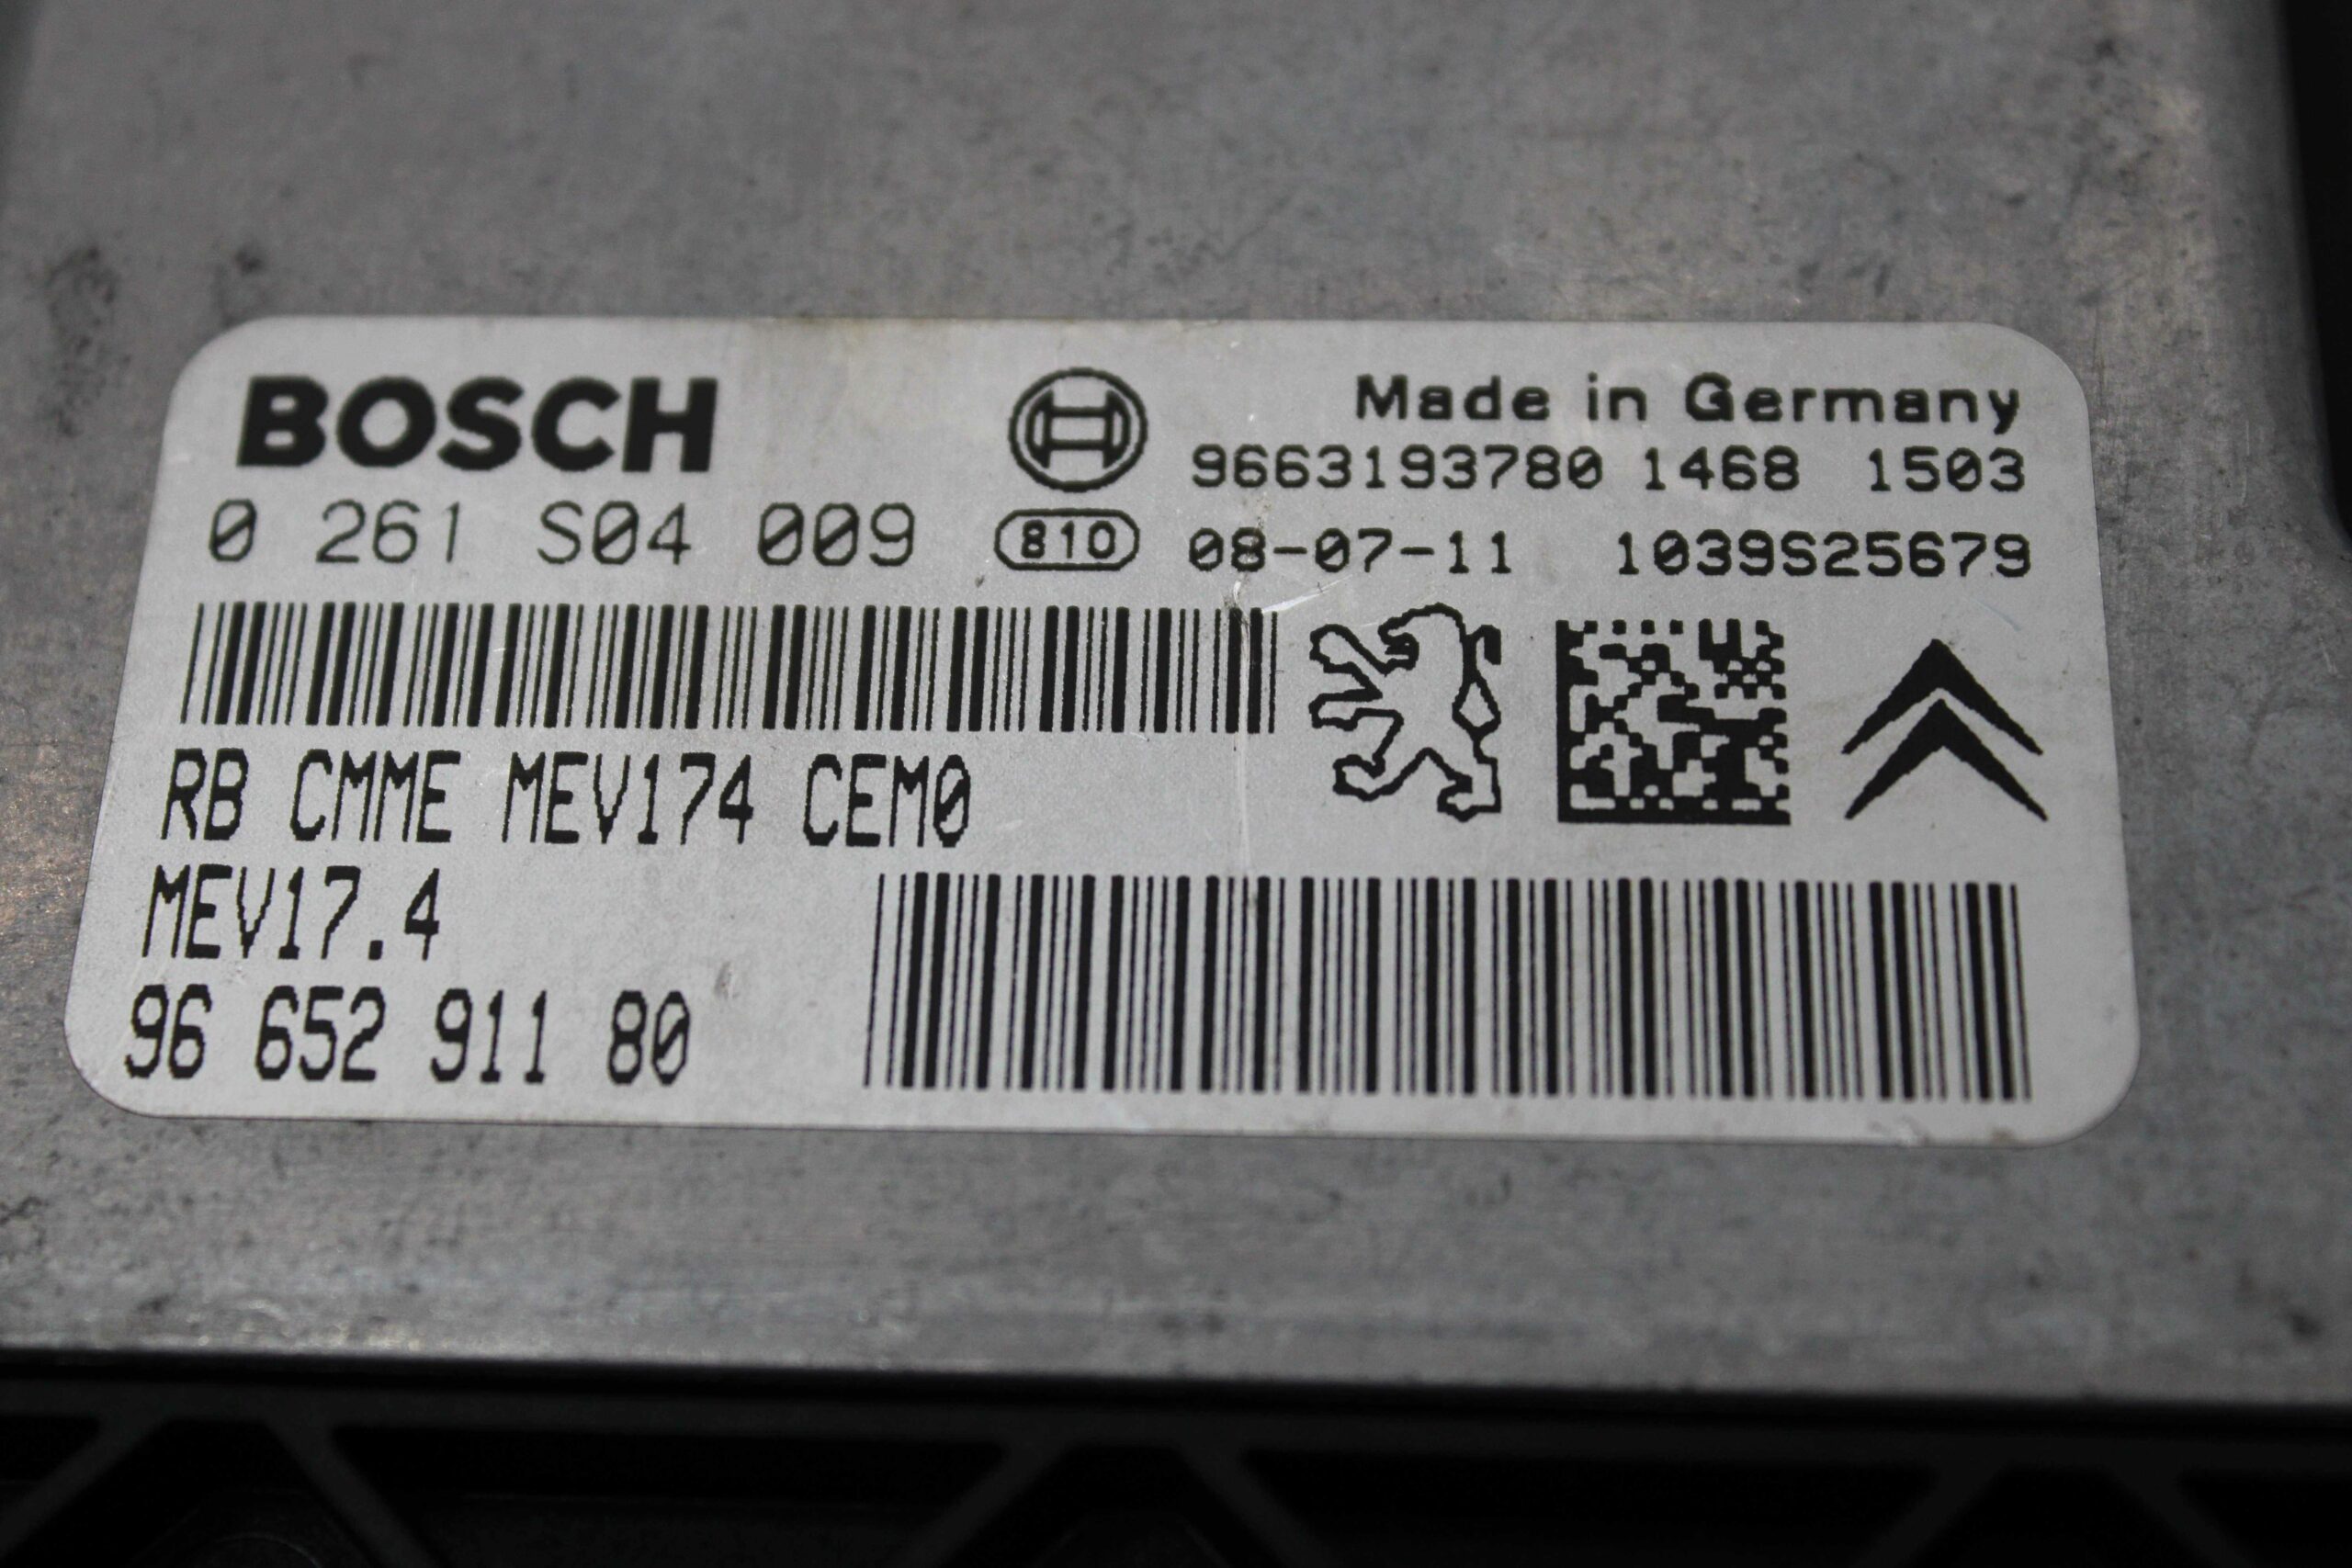 BOSCH
Made in Germany
9663193780 1468 1503
0 261 S04 009 810 08-07-11 1039S25679
RB CMME MEV174 CEM0
MEV17.4
96 652 911 80